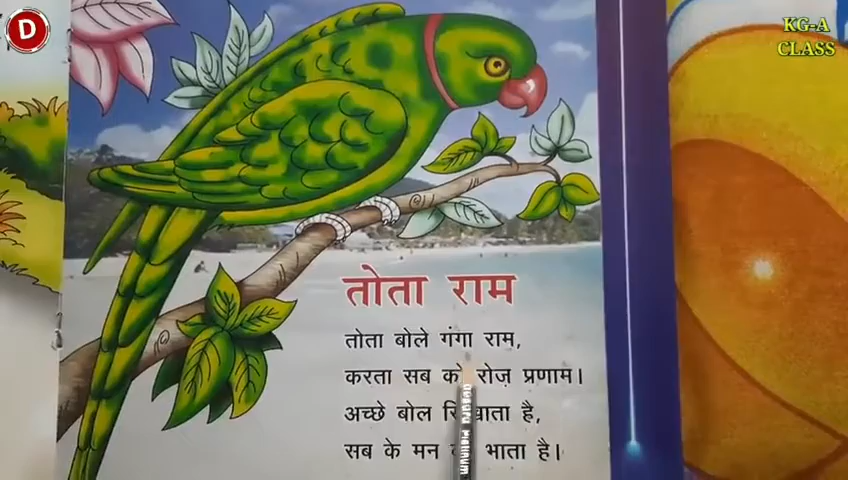 D
KG-A
CLASS
तोता राम
तोता बोले गंगा राम,
करता सब को रोज़ प्रणाम।
अच्छे बोल सिखाता है,
सब के मन को भाता है।